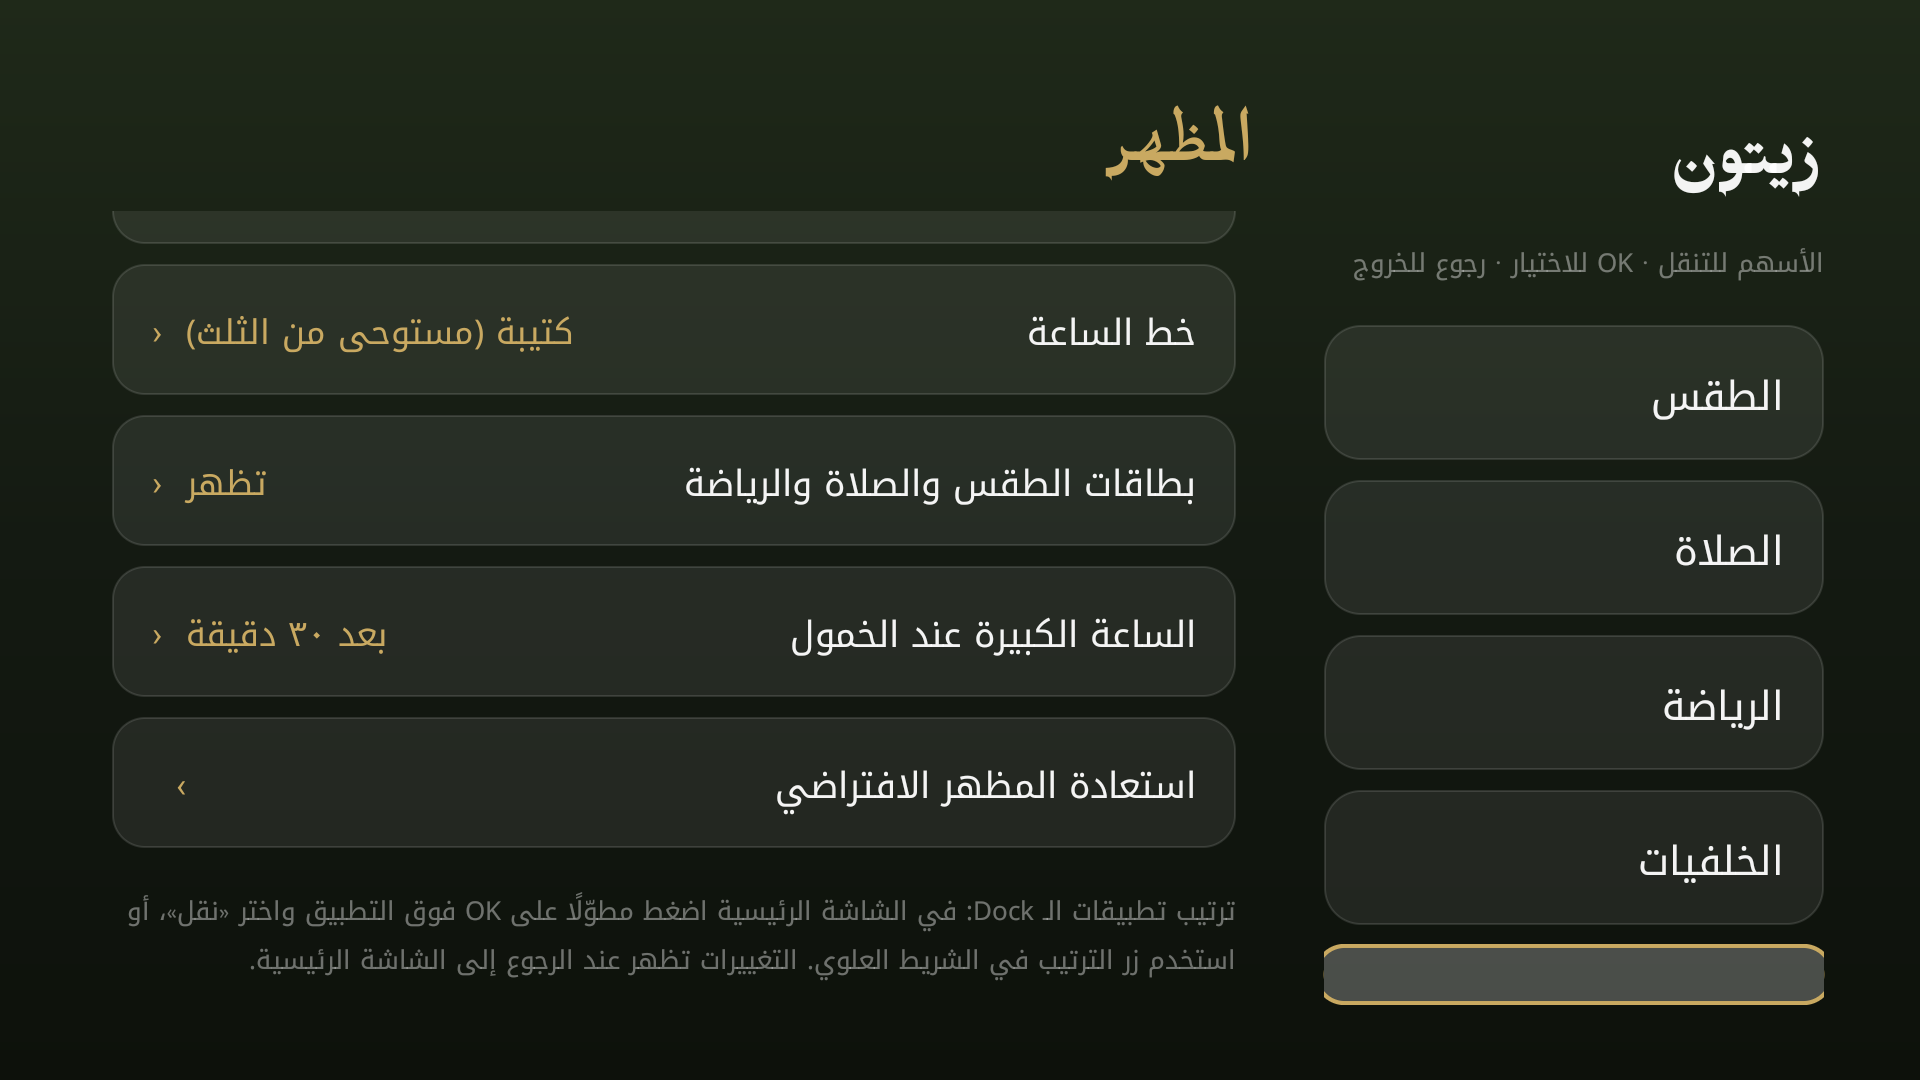 زيتون
الأسهم للتنقل · OK للاختيار · رجوع للخروج
الطقس
الصلاة
الرياضة
الخلفيات
المظهر
خط الساعة
كتيبة (مستوحى من الثلث) ‹
بطاقات الطقس والصلاة والرياضة
تظهر ‹
الساعة الكبيرة عند الخمول
بعد ٣٠ دقيقة ‹
استعادة المظهر الافتراضي
‹
ترتيب تطبيقات الـ Dock: في الشاشة الرئيسية اضغط مطوّلًا على OK فوق التطبيق واختر «نقل»، أو
استخدم زر الترتيب في الشريط العلوي. التغييرات تظهر عند الرجوع إلى الشاشة الرئيسية.